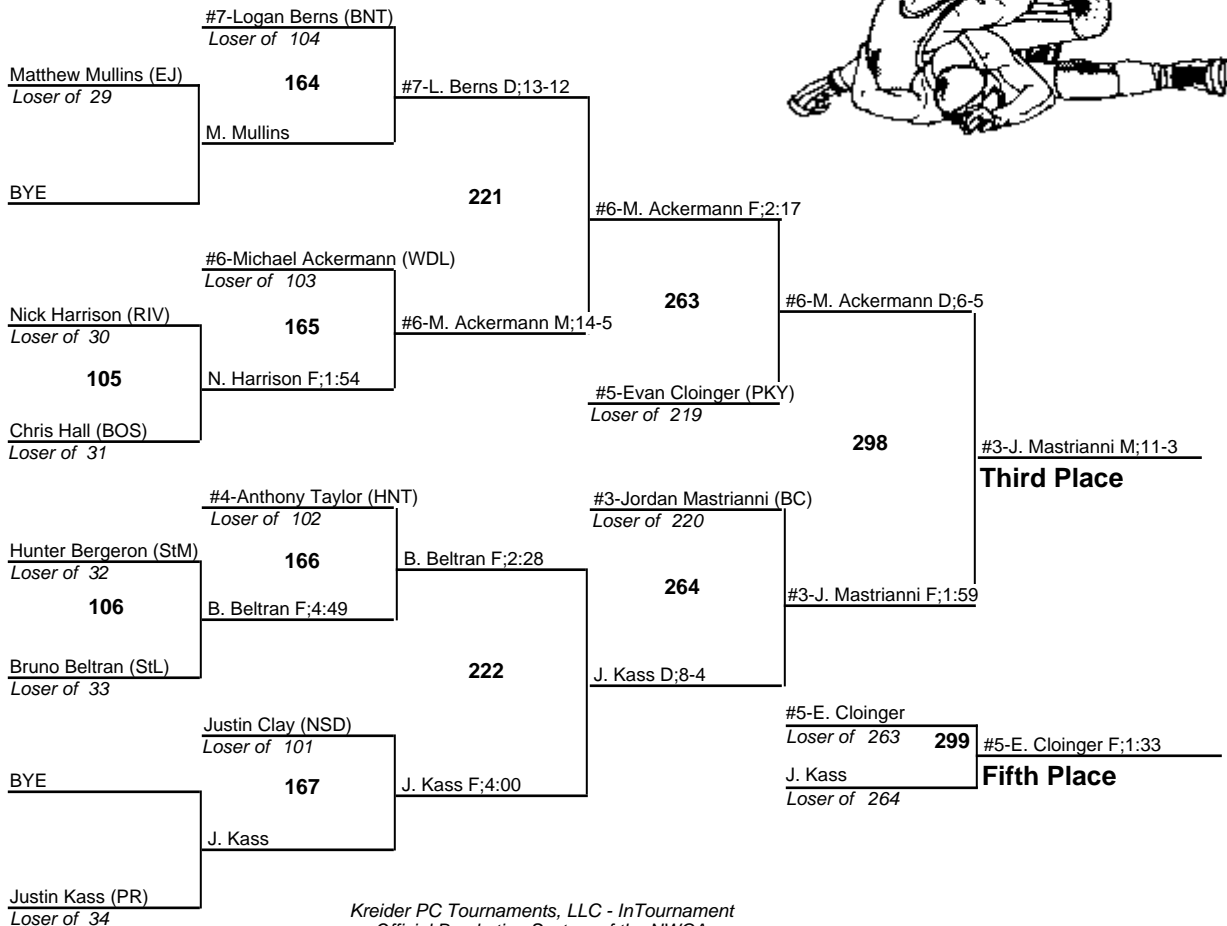 #7-Logan Berns (BNT)
Loser of 104
Matthew Mullins (EJ)
Loser of 29
164
#7-L. Berns D;13-12
M. Mullins
BYE
221
#6-M. Ackermann F;2:17
#6-Michael Ackermann (WDL)
Loser of 103
Nick Harrison (RIV)
Loser of 30
165
#6-M. Ackermann M;14-5
263
#6-M. Ackermann D;6-5
105
N. Harrison F;1:54
#5-Evan Cloinger (PKY)
Loser of 219
Chris Hall (BOS)
Loser of 31
298
#3-J. Mastrianni M;11-3
Third Place
#4-Anthony Taylor (HNT)
Loser of 102
#3-Jordan Mastrianni (BC)
Loser of 220
Hunter Bergeron (StM)
Loser of 32
166
B. Beltran F;2:28
264
106
B. Beltran F;4:49
#3-J. Mastrianni F;1:59
Bruno Beltran (StL)
Loser of 33
222
J. Kass D;8-4
Justin Clay (NSD)
Loser of 101
#5-E. Cloinger
Loser of 263
299
#5-E. Cloinger F;1:33
Fifth Place
BYE
167
J. Kass F;4:00
J. Kass
Loser of 264
J. Kass
Justin Kass (PR)
Loser of 34
Kreider PC Tournaments, LLC - InTournament